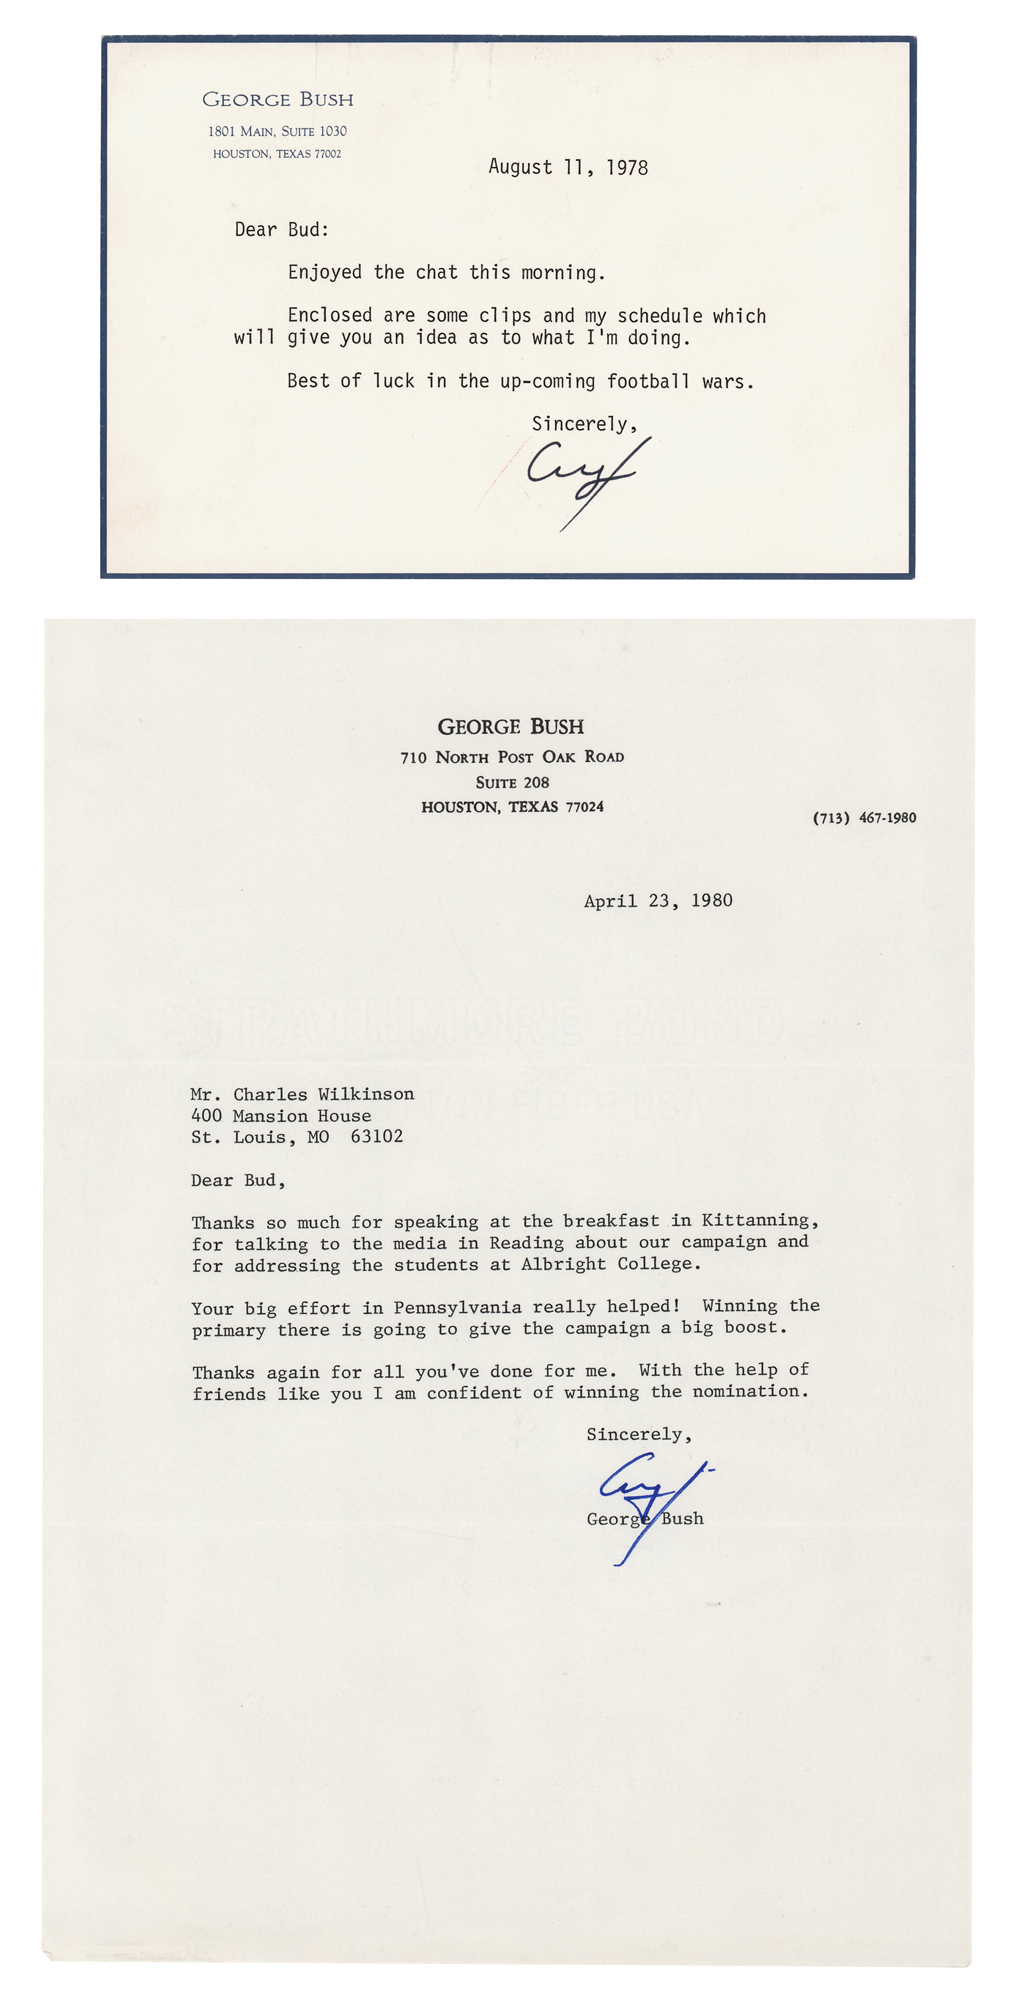 GEORGE BUSH
1801 MAIN, SUITE 1030
HOUSTON, TEXAS 77002
August 11, 1978
Dear Bud:
Enjoyed the chat this morning.
Enclosed are some clips and my schedule which
will give you an idea as to what I'm doing.
Best of luck in the up-coming football wars.
Sincerely,
GEORGE BUSH
710 NORTH POST OAK ROAD
SUITE 208
HOUSTON, TEXAS 77024
(713) 467-1980
April 23, 1980
STRATHMORE BOND
Mr. Charles Wilkinson
400 Mansion House
St. Louis, MO  63102
Dear Bud,
Thanks so much for speaking at the breakfast in Kittanning,
for talking to the media in Reading about our campaign and
for addressing the students at Albright College.
Your big effort in Pennsylvania really helped!  Winning the
primary there is going to give the campaign a big boost.
Thanks again for all you've done for me.  With the help of
friends like you I am confident of winning the nomination.
Sincerely,
George Bush